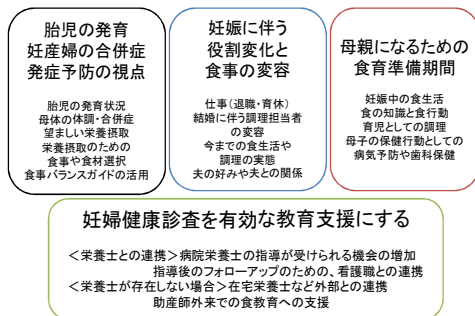 胎児の発育
妊産婦の合併症
発症予防の視点
胎児の発育状況
母体の体調・合併症
望ましい栄養摂取
栄養摂取のための
食事や食材選択
食事バランスガイドの活用
妊娠に伴う
役割変化と
食事の変容
仕事(退職・育休)
結婚に伴う調理担当者
の変容
今までの食生活や
調理の実態
夫の好みや夫との関係
母親になるための
食育準備期間
妊娠中の食生活
食の知識と食行動
育児としての調理
母子の保健行動としての
病気予防や歯科保健
妊婦健康診査を有効な教育支援にする
<栄養士との連携>病院栄養士の指導が受けられる機会の増加
指導後のフォローアップのための、看護職との連携
<栄養士が存在しない場合>在宅栄養士など外部との連携
助産師外来での食教育への支援